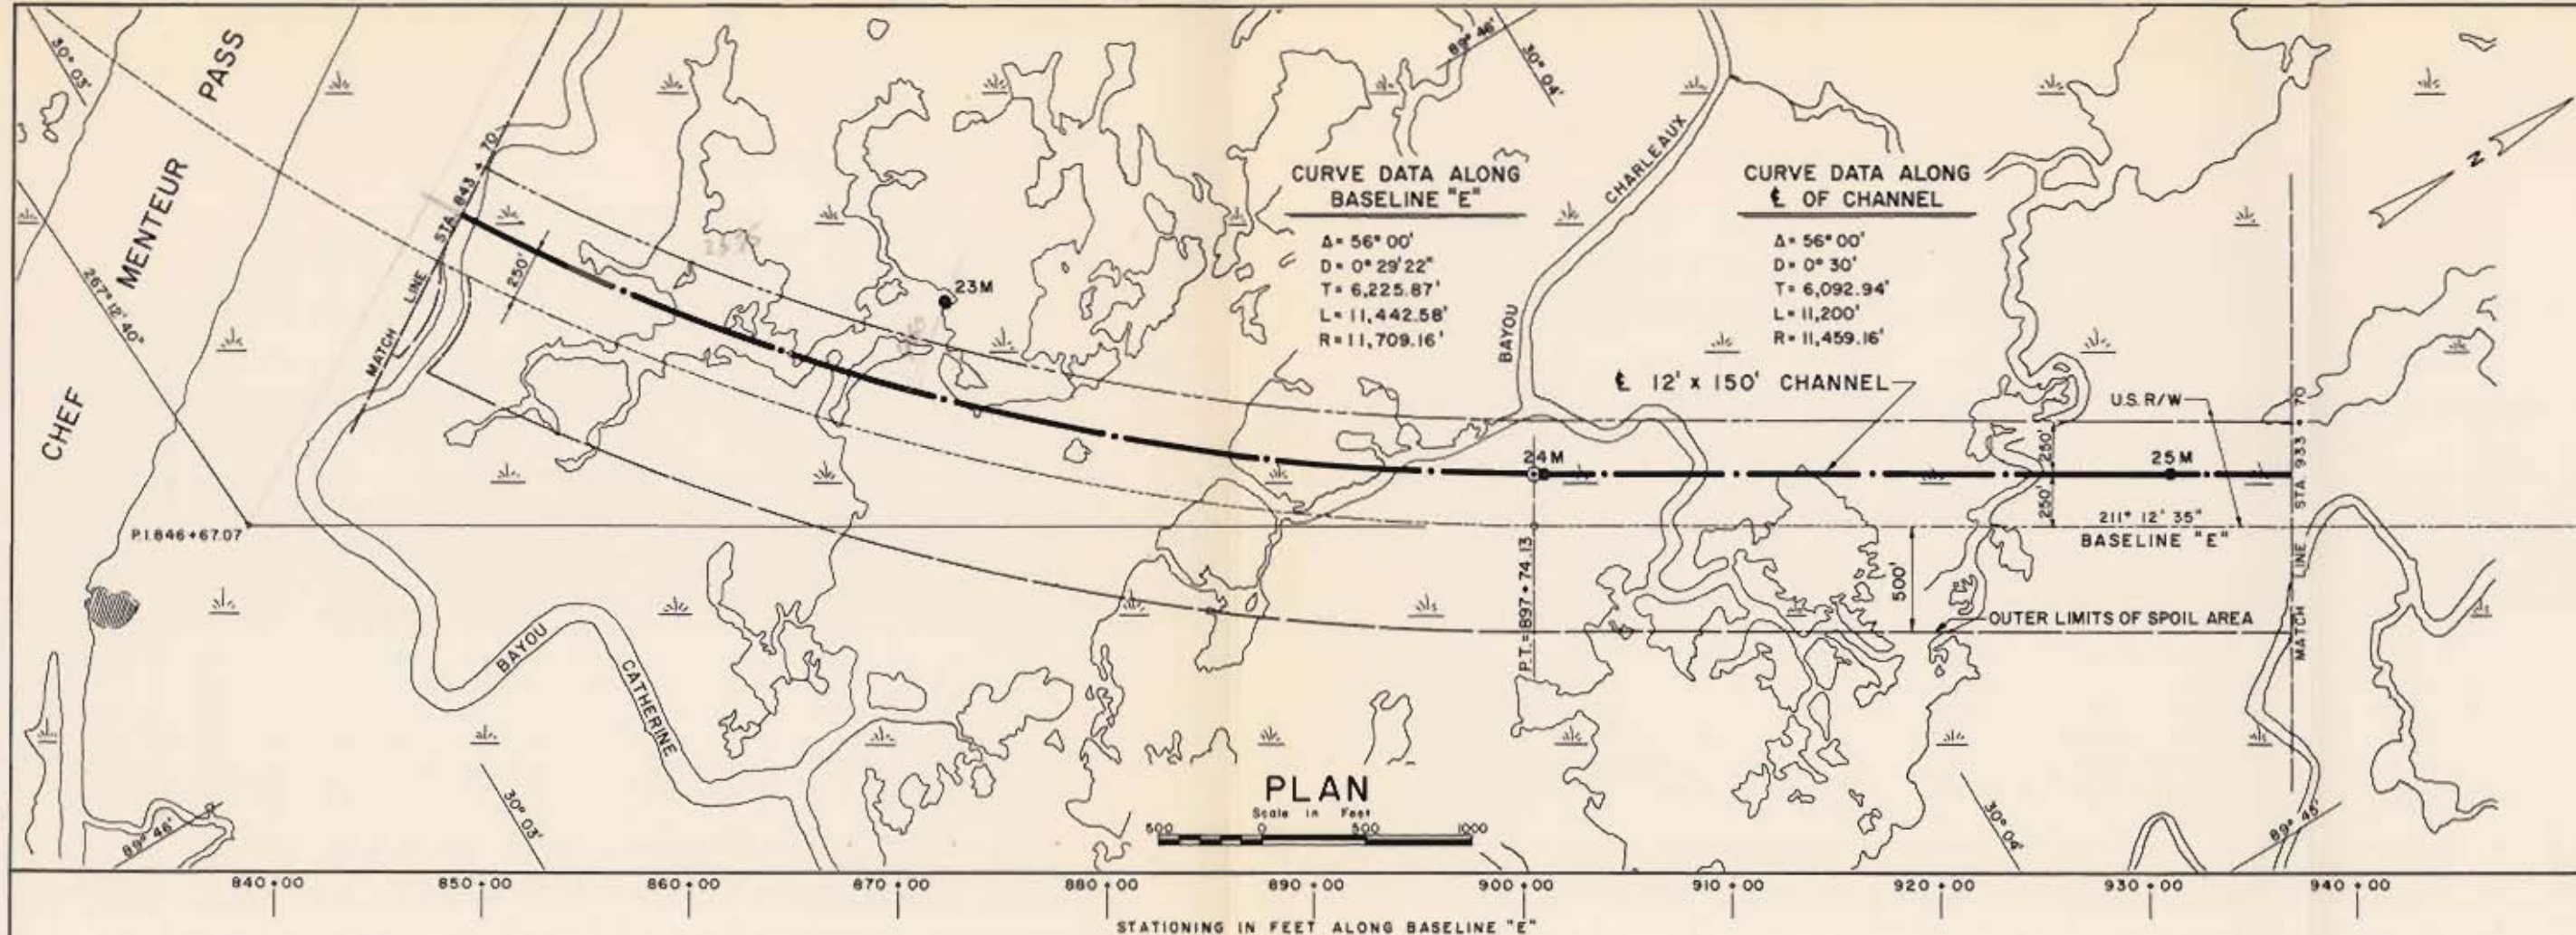 30° 03'
CHEF MENTEUR PASS
267° 12' 40"
MATCH LINE STA. 843 + 70
250'
23M
89° 46'
30° 04'
BAYOU CHARLEAUX
N
CURVE DATA ALONG
BASELINE "E"
Δ= 56° 00'
D= 0° 29' 22"
T= 6,225.87'
L= 11,442.58'
R= 11,709.16'
CURVE DATA ALONG
℄ OF CHANNEL
Δ= 56° 00'
D= 0° 30'
T= 6,092.94'
L= 11,200'
R= 11,459.16'
℄ 12' x 150' CHANNEL
U.S. R/W
24M
25M
250'
250'
211° 12' 35"
BASELINE "E"
P.I. 846+67.07
P.T. = 897+74.13
500'
OUTER LIMITS OF SPOIL AREA
MATCH LINE STA. 933 + 70
BAYOU CATHERINE
30° 03'
89° 46'
30° 04'
89° 45'
PLAN
Scale in Feet
500 0 500 1000
840+00 850+00 860+00 870+00 880+00 890+00 900+00 910+00 920+00 930+00 940+00
STATIONING IN FEET ALONG BASELINE "E"